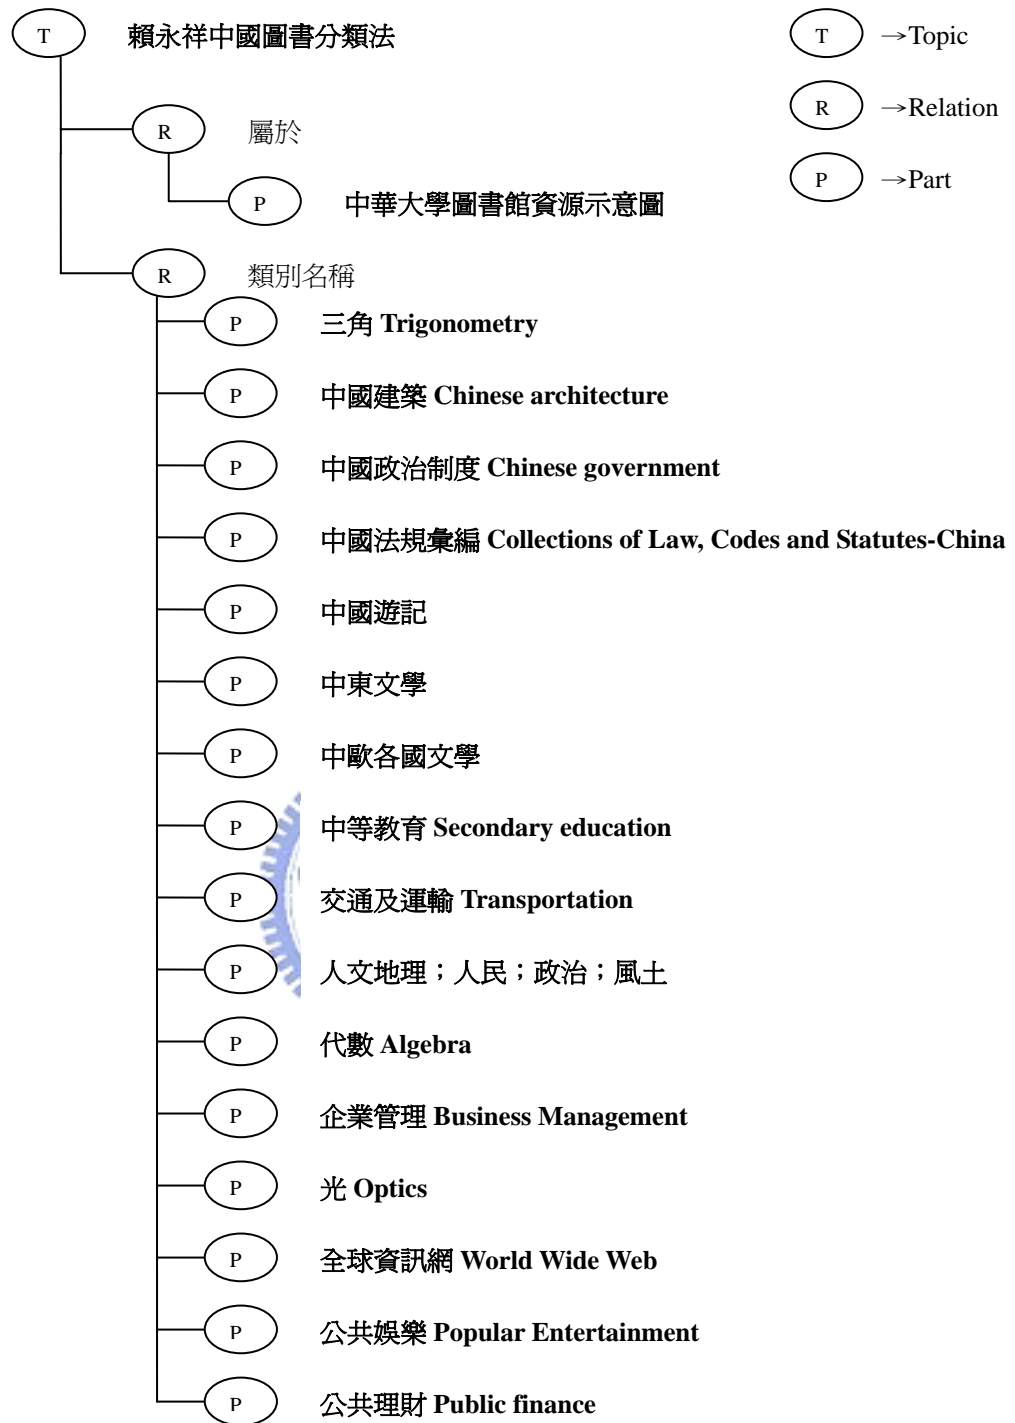 T 賴永祥中國圖書分類法
T →Topic
R →Relation
P →Part
R 屬於
P 中華大學圖書館資源示意圖
R 類別名稱
P 三角 Trigonometry
P 中國建築 Chinese architecture
P 中國政治制度 Chinese government
P 中國法規彙編 Collections of Law, Codes and Statutes-China
P 中國遊記
P 中東文學
P 中歐各國文學
P 中等教育 Secondary education
P 交通及運輸 Transportation
P 人文地理；人民；政治；風土
P 代數 Algebra
P 企業管理 Business Management
P 光 Optics
P 全球資訊網 World Wide Web
P 公共娛樂 Popular Entertainment
P 公共理財 Public finance